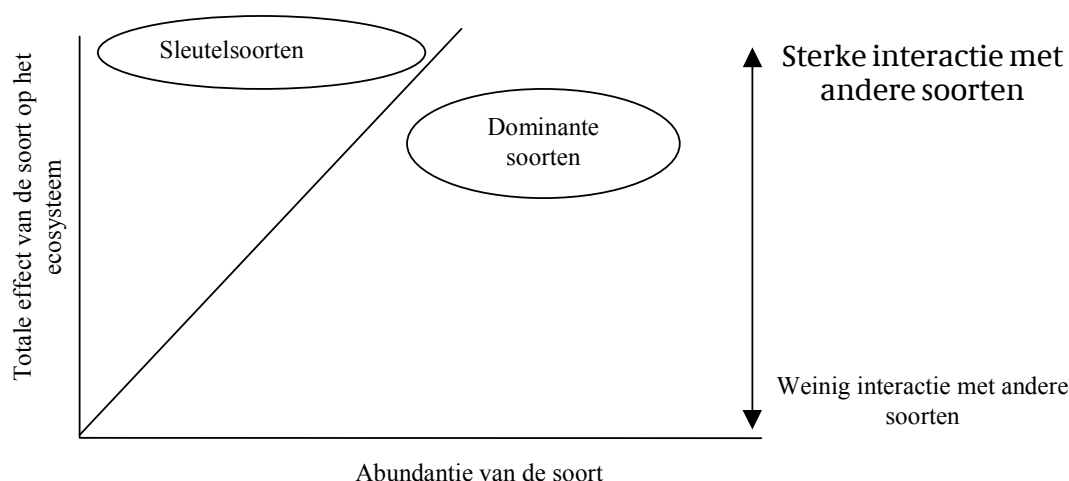 Totale effect van de soort op het
ecosysteem
Sleutelsoorten
Dominante
soorten
Sterke interactie met
andere soorten
Weinig interactie met andere
soorten
Abundantie van de soort